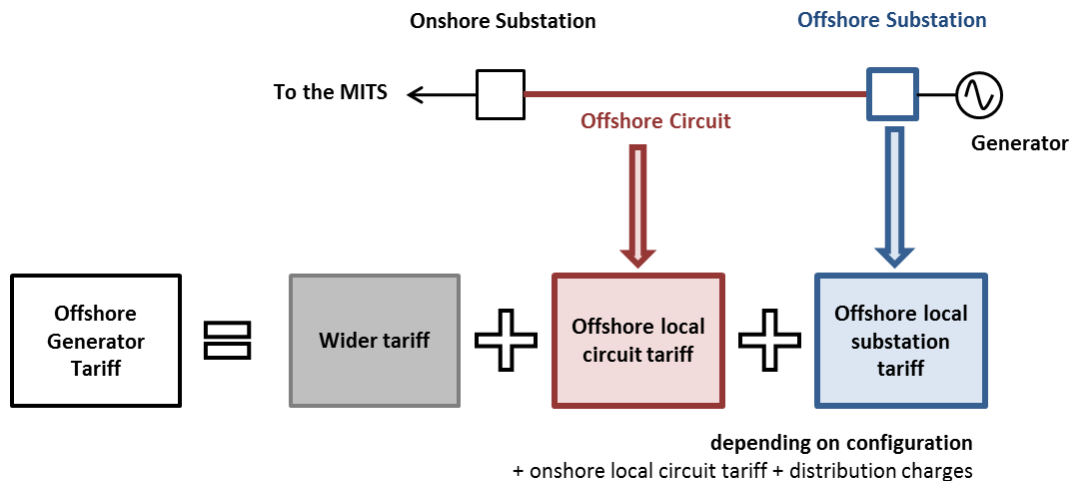 Onshore Substation
Offshore Substation
To the MITS
Offshore Circuit
Generator
Offshore
Generator
Tariff
Wider tariff
Offshore local
circuit tariff
Offshore local
substation
tariff
depending on configuration
+ onshore local circuit tariff + distribution charges